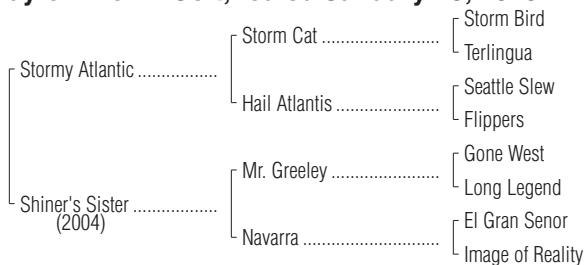 Storm Bird
Storm Cat ..........................
Terlingua
Stormy Atlantic .................
Seattle Slew
Hail Atlantis .......................
Flippers
Gone West
Mr. Greeley ........................
Long Legend
Shiner's Sister ..................
(2004)
El Gran Senor
Navarra ..............................
Image of Reality